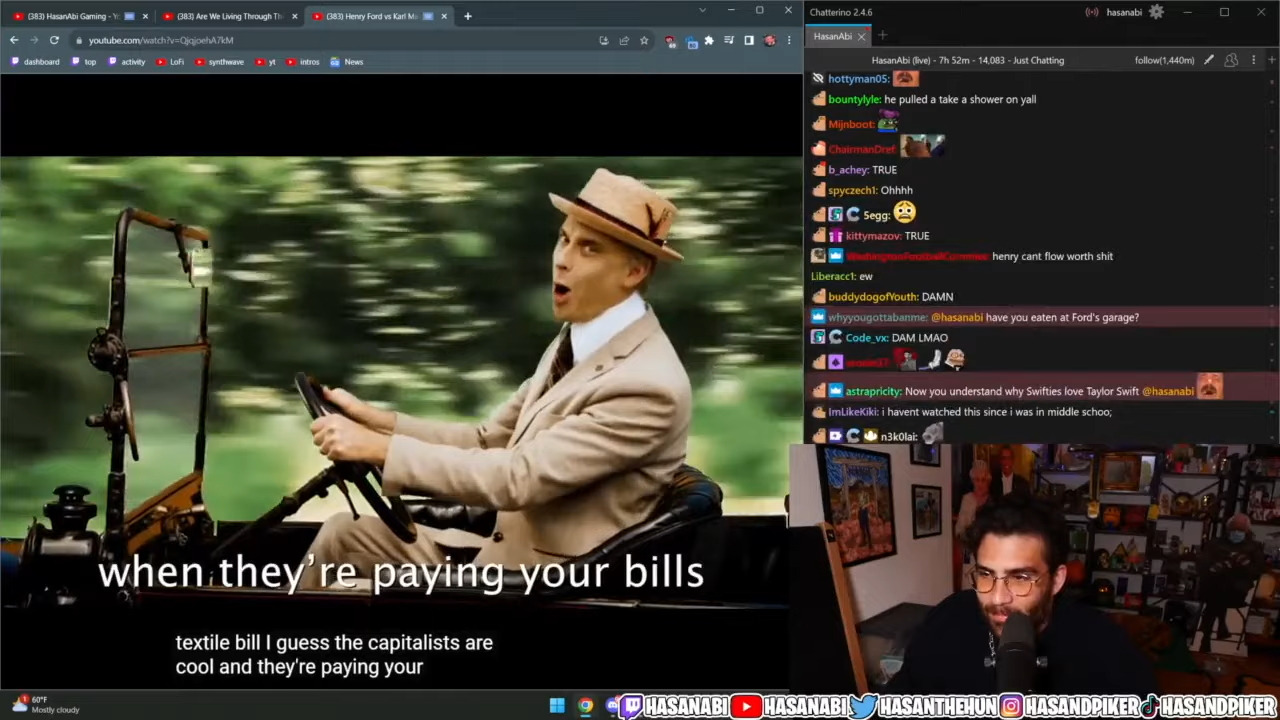 (383) HasanAbi Gaming - Yo
(383) Are We Living Through Th
(383) Henry Ford vs Karl Ma
youtube.com/watch?v=QjqjoehA7kM
dashboard
top
activity
LoFi
synthwave
yt
intros
News
when they're paying your bills
textile bill I guess the capitalists are
cool and they're paying your
Chatterino 2.4.6
hasanabi
HasanAbi
HasanAbi (live) - 7h 52m - 14,083 - Just Chatting
follow(1,440m)
hottyman05:
bountylyle: he pulled a take a shower on yall
Mijnboot:
ChairmanDref:
b_achey: TRUE
spyczech1: Ohhhh
5egg:
kittymazov: TRUE
henry cant flow worth shit
Liberacc1: ew
buddydogofYouth: DAMN
whyyougottabanme: @hasanabi have you eaten at Ford's garage?
Code_vx: DAM LMAO
astrapricity: Now you understand why Swifties love Taylor Swift @hasanabi
ImLikeKiki: i havent watched this since i was in middle schoo;
n3k0lai:
60°F
Mostly cloudy
HASANABI
HASANABI
HASANTHEHUN
HASANDPIKER
HASANDPIKER